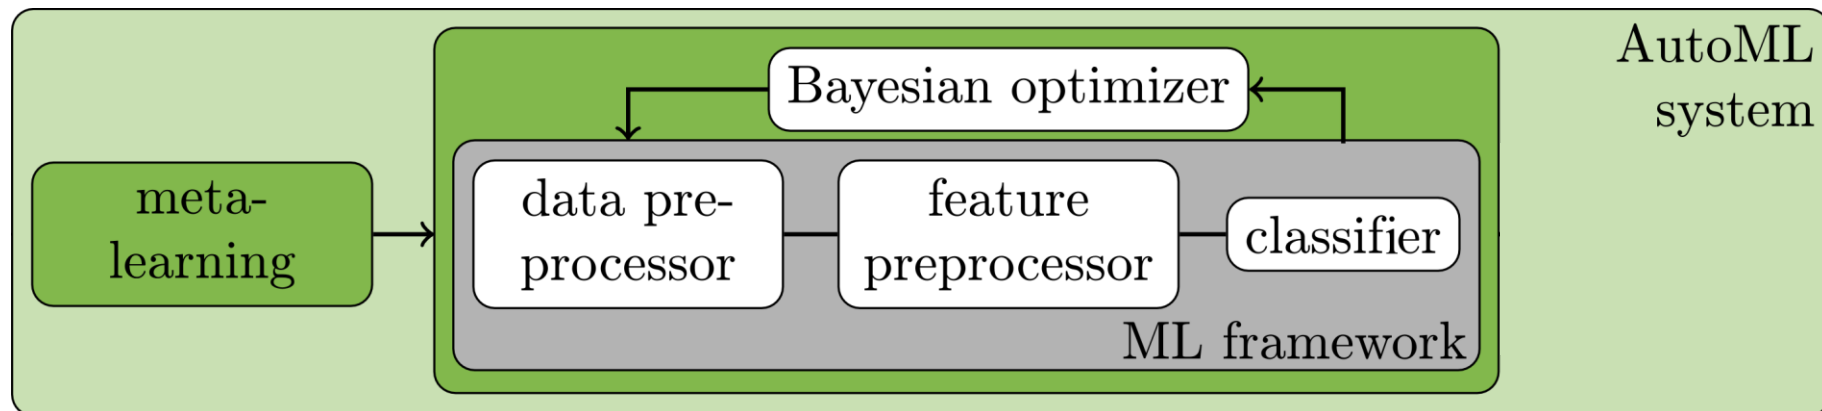 AutoML
system
Bayesian optimizer
meta-
learning
data pre-
processor
feature
preprocessor
classifier
ML framework